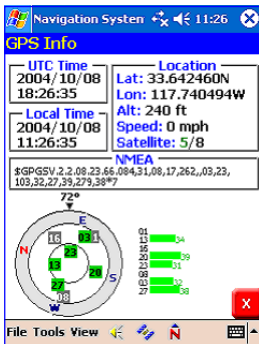 Navigation System 11:26
GPS Info
UTC Time
2004/10/08
18:26:35
Local Time
2004/10/08
11:26:35
Location
Lat: 33.642460N
Lon: 117.740494W
Alt: 240 ft
Speed: 0 mph
Satellite: 5/8
NMEA
$GPGSV,2,2,08,23,66,084,31,08,17,262,,03,23,
103,32,27,39,279,38*7
72°
E
N
S
W
16
03
1
23
13
20
27
08
01
13 34
16
20 39
23 31
08
03 32
27 38
X
File Tools View N